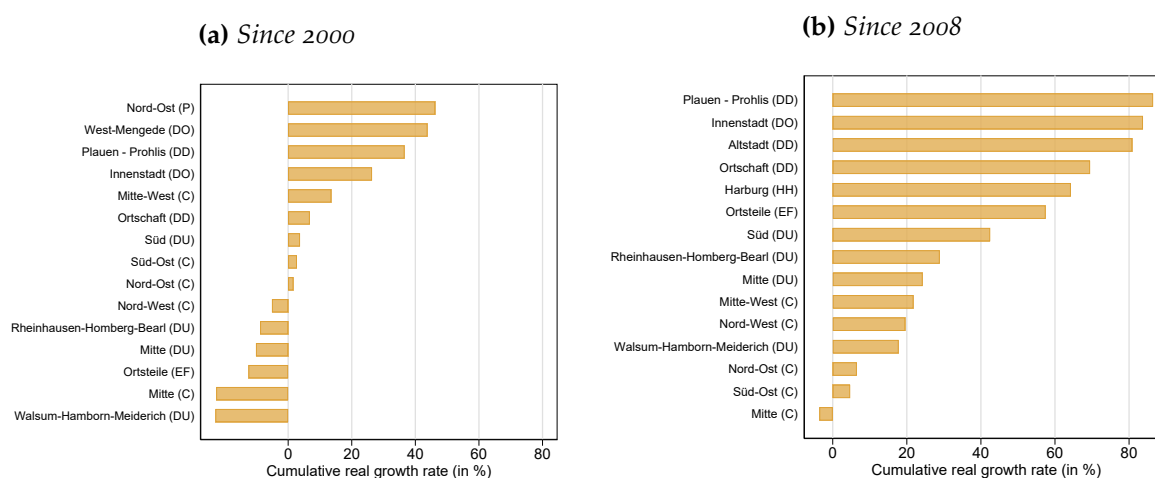 (a) Since 2000
Nord-Ost (P)
West-Mengede (DO)
Plauen - Prohlis (DD)
Innenstadt (DO)
Mitte-West (C)
Ortschaft (DD)
Süd (DU)
Süd-Ost (C)
Nord-Ost (C)
Nord-West (C)
Rheinhausen-Homberg-Bearl (DU)
Mitte (DU)
Ortsteile (EF)
Mitte (C)
Walsum-Hamborn-Meiderich (DU)
0 20 40 60 80
Cumulative real growth rate (in %)
(b) Since 2008
Plauen - Prohlis (DD)
Innenstadt (DO)
Altstadt (DD)
Ortschaft (DD)
Harburg (HH)
Ortsteile (EF)
Süd (DU)
Rheinhausen-Homberg-Bearl (DU)
Mitte (DU)
Mitte-West (C)
Nord-West (C)
Walsum-Hamborn-Meiderich (DU)
Nord-Ost (C)
Süd-Ost (C)
Mitte (C)
0 20 40 60 80
Cumulative real growth rate (in %)